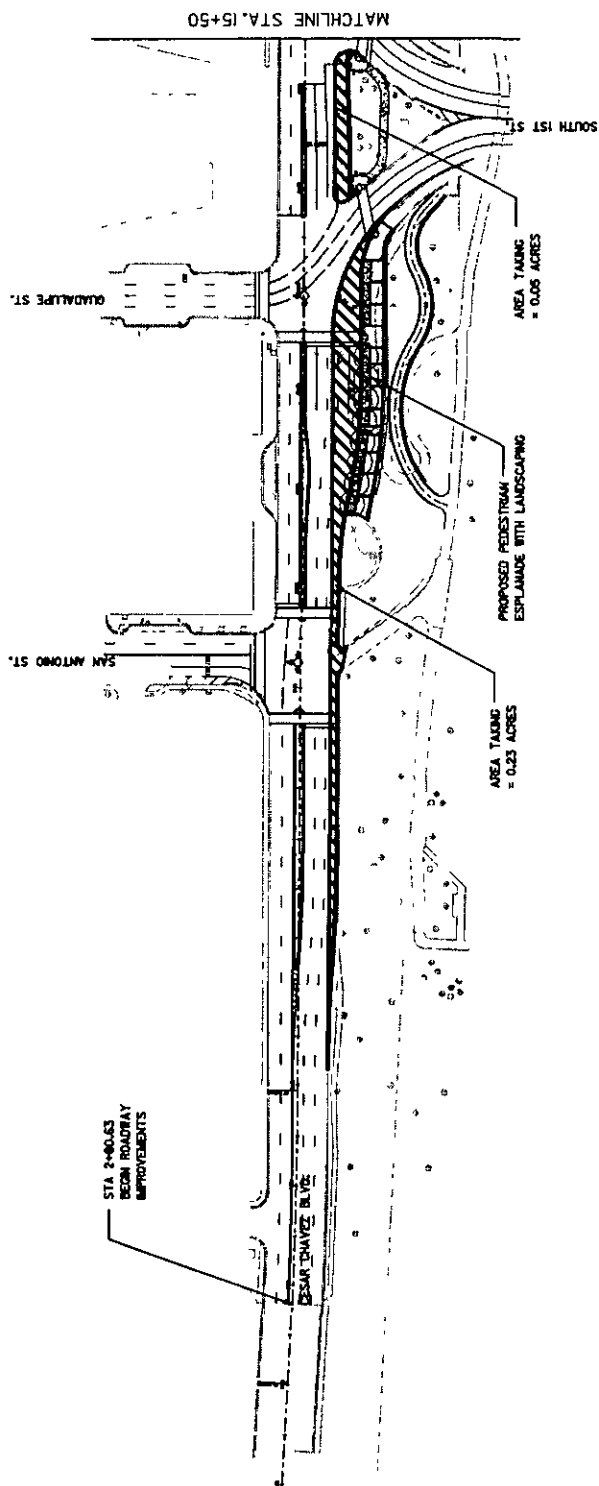 MATCHLINE STA. 15+50
SOUTH 1ST ST.
GUADALUPE ST.
AREA TAKING
= 0.05 ACRES
PROPOSED PEDESTRIAN
ESPLANADE WITH LANDSCAPING
SAN ANTONIO ST.
AREA TAKING
= 0.23 ACRES
STA 2+80.63
BEGIN ROADWAY
IMPROVEMENTS
CESAR CHAVEZ BLVD.